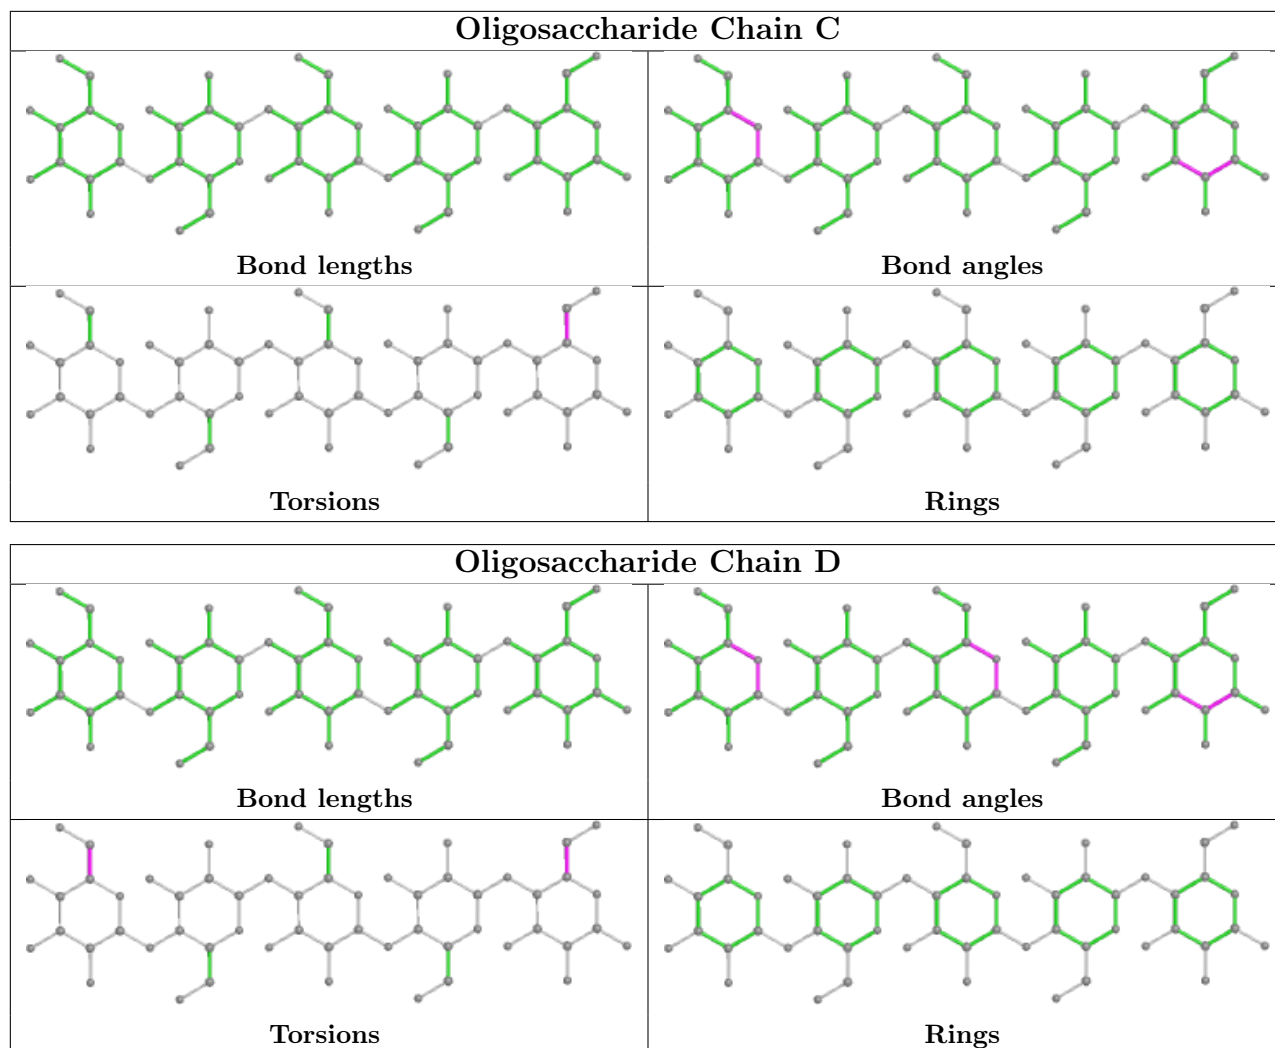 Oligosaccharide Chain C
Bond lengths
Bond angles
Torsions
Rings
Oligosaccharide Chain D
Bond lengths
Bond angles
Torsions
Rings